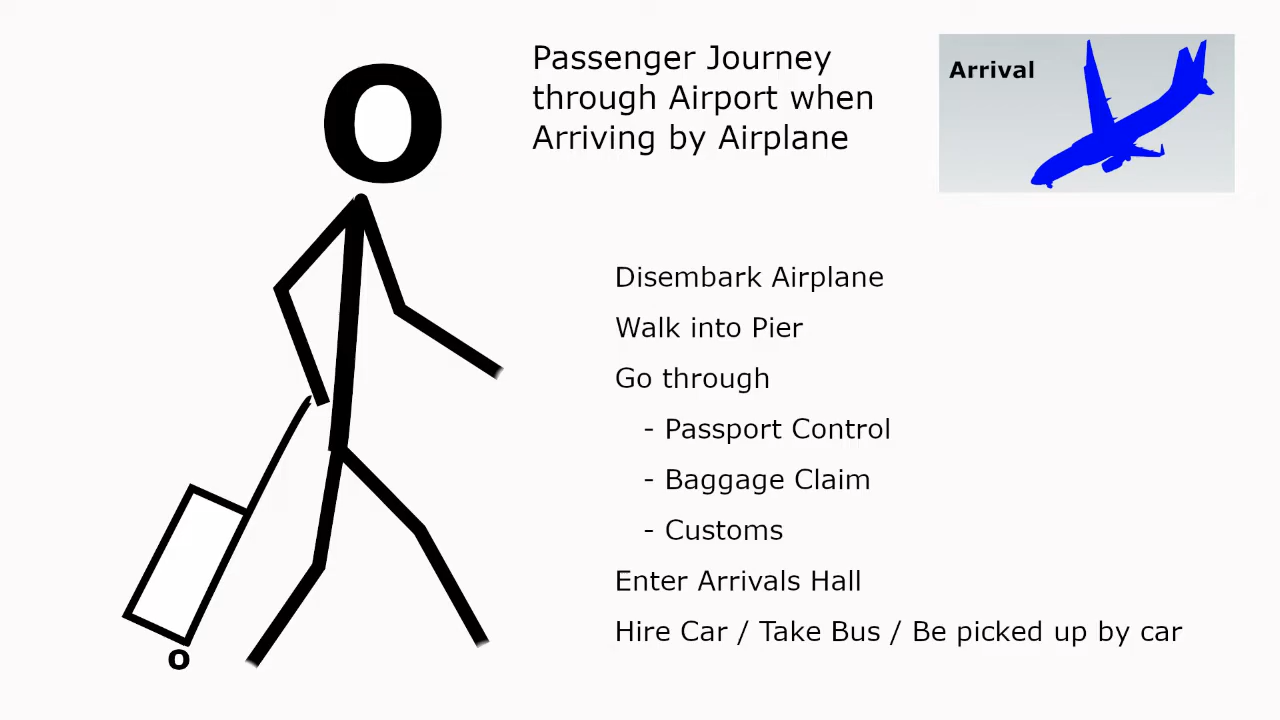 Passenger Journey
through Airport when
Arriving by Airplane
Arrival
Disembark Airplane
Walk into Pier
Go through
- Passport Control
- Baggage Claim
- Customs
Enter Arrivals Hall
Hire Car / Take Bus / Be picked up by car